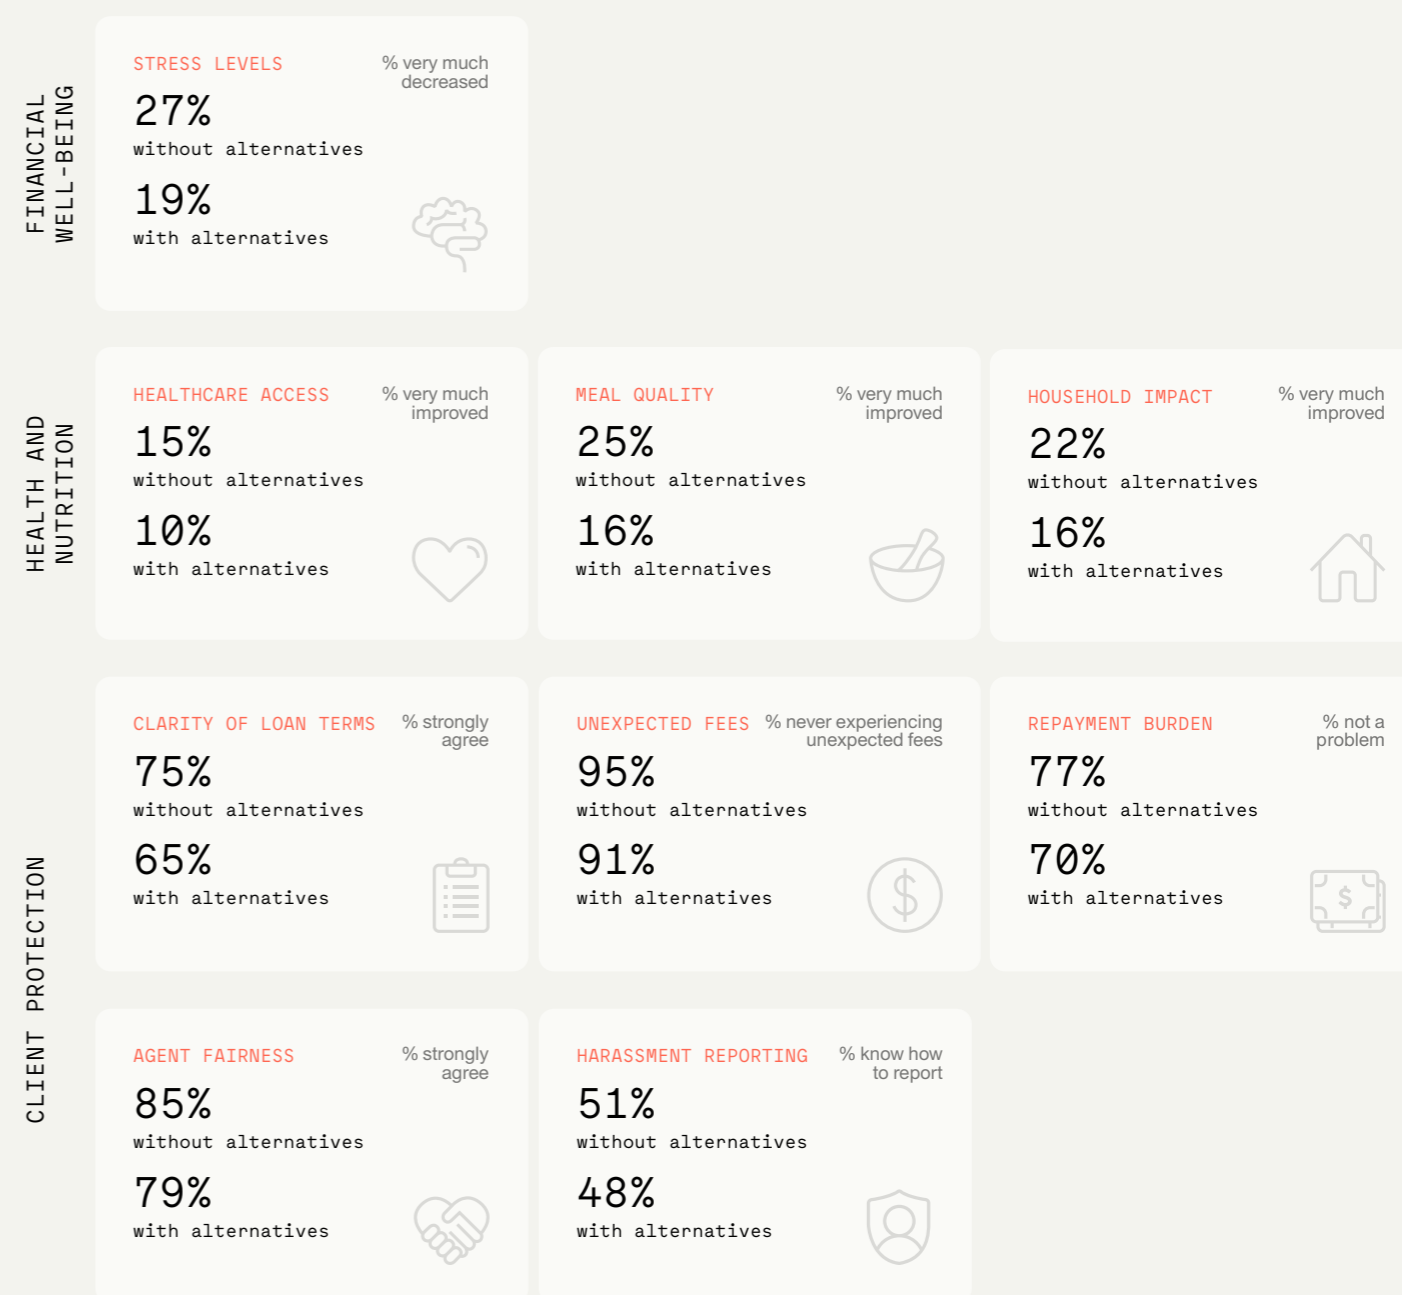 FINANCIAL
WELL-BEING
STRESS LEVELS
% very much
decreased
27%
without alternatives
19%
with alternatives
HEALTH AND
NUTRITION
HEALTHCARE ACCESS
% very much
improved
15%
without alternatives
10%
with alternatives
MEAL QUALITY
% very much
improved
25%
without alternatives
16%
with alternatives
HOUSEHOLD IMPACT
% very much
improved
22%
without alternatives
16%
with alternatives
CLIENT PROTECTION
CLARITY OF LOAN TERMS
% strongly
agree
75%
without alternatives
65%
with alternatives
UNEXPECTED FEES
% never experiencing
unexpected fees
95%
without alternatives
91%
with alternatives
$
REPAYMENT BURDEN
% not a
problem
77%
without alternatives
70%
with alternatives
$
AGENT FAIRNESS
% strongly
agree
85%
without alternatives
79%
with alternatives
HARASSMENT REPORTING
% know how
to report
51%
without alternatives
48%
with alternatives